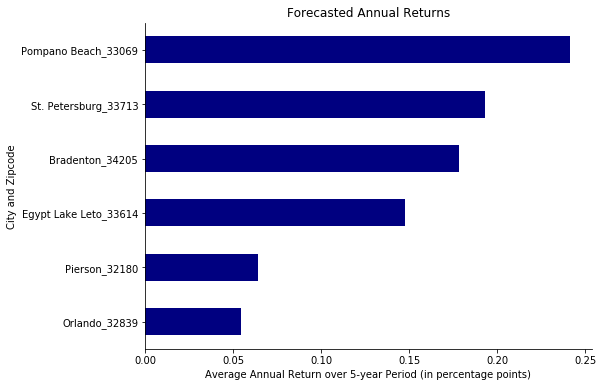 Forecasted Annual Returns
City and Zipcode
Pompano Beach_33069
St. Petersburg_33713
Bradenton_34205
Egypt Lake Leto_33614
Pierson_32180
Orlando_32839
0.00 0.05 0.10 0.15 0.20 0.25
Average Annual Return over 5-year Period (in percentage points)